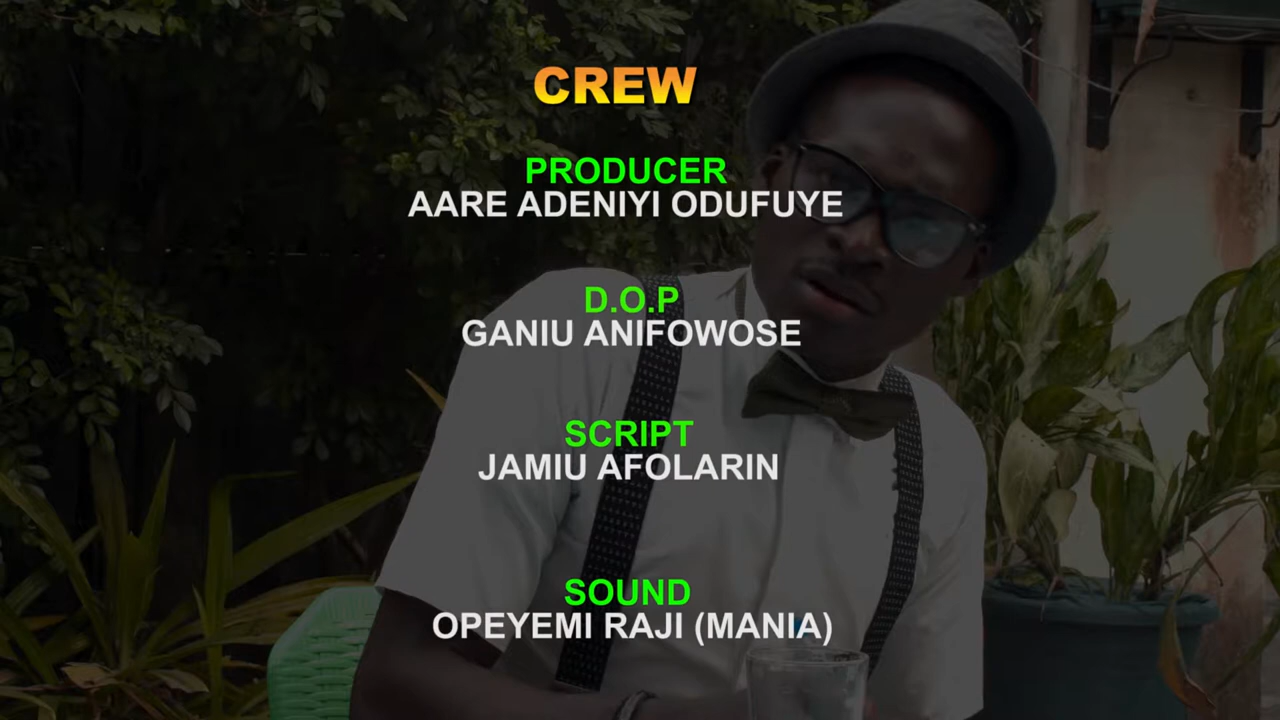 CREW
PRODUCER
AARE ADENIYI ODUFUYE
D.O.P
GANIU ANIFOWOSE
SCRIPT
JAMIU AFOLARIN
SOUND
OPEYEMI RAJI (MANIA)